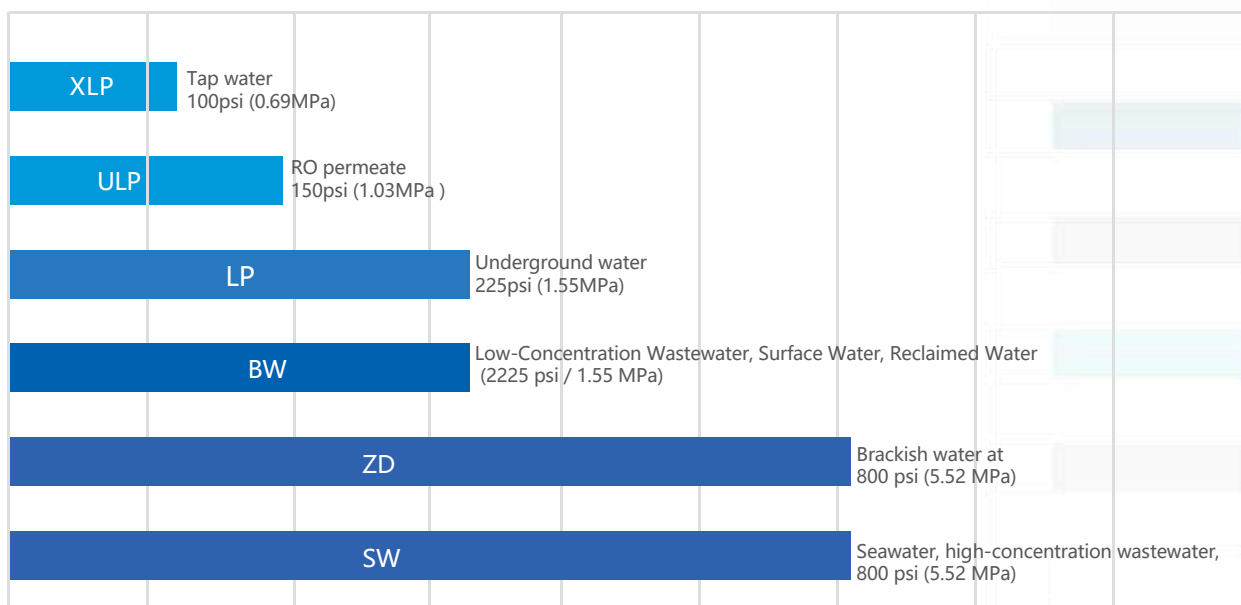 XLP
Tap water
100psi (0.69MPa)
ULP
RO permeate
150psi (1.03MPa )
LP
Underground water
225psi (1.55MPa)
BW
Low-Concentration Wastewater, Surface Water, Reclaimed Water
(2225 psi / 1.55 MPa)
ZD
Brackish water at
800 psi (5.52 MPa)
SW
Seawater, high-concentration wastewater,
800 psi (5.52 MPa)